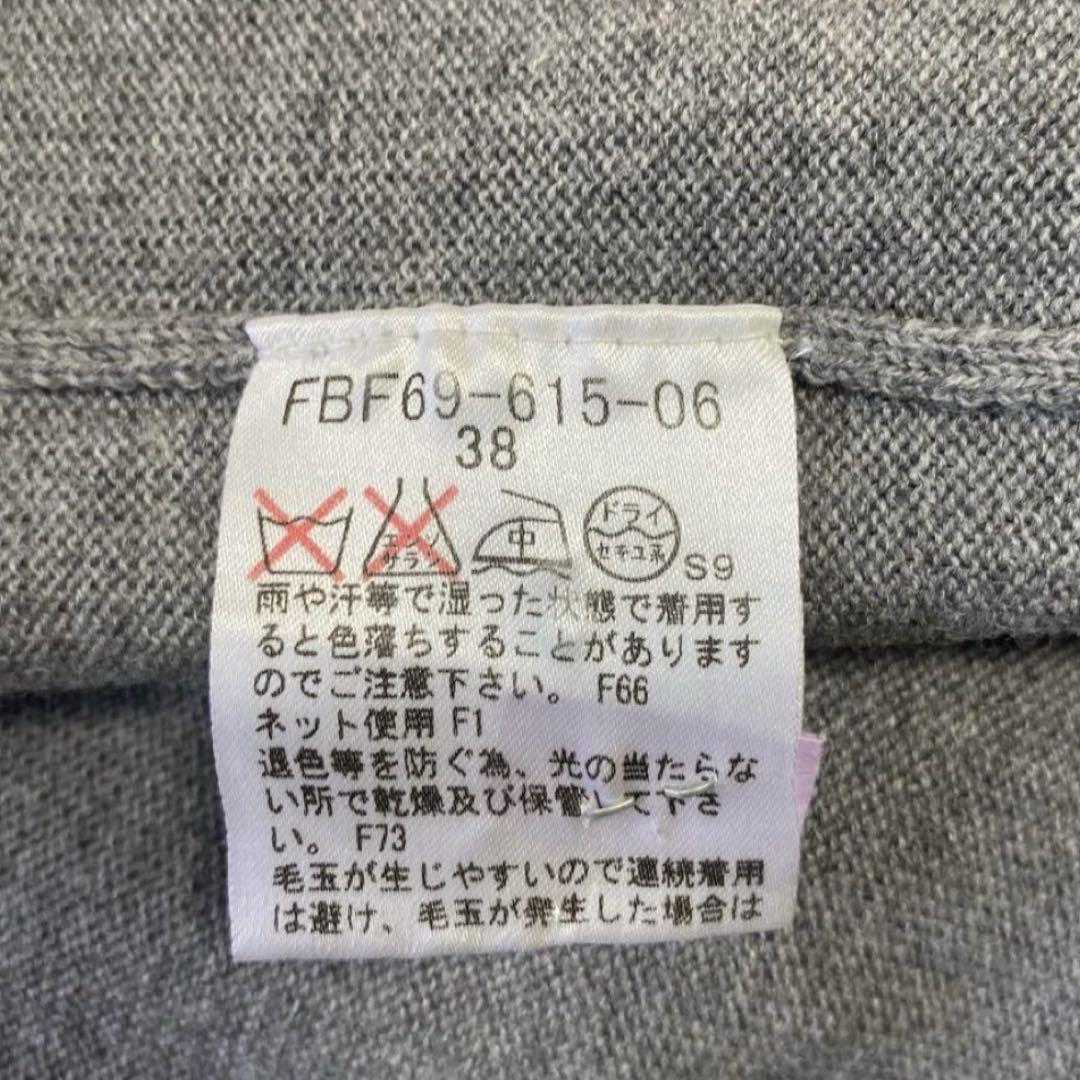 FBF69-615-06
38
エンソ
サラシ
中
ドライ
セキユ系
S9
雨や汗等で湿った状態で着用す
ると色落ちすることがあります
のでご注意下さい。 F66
ネット使用 F1
退色等を防ぐ為、光の当たらな
い所で乾燥及び保管して下さ
い。 F73
毛玉が生じやすいので連続着用
は避け、毛玉が発生した場合は